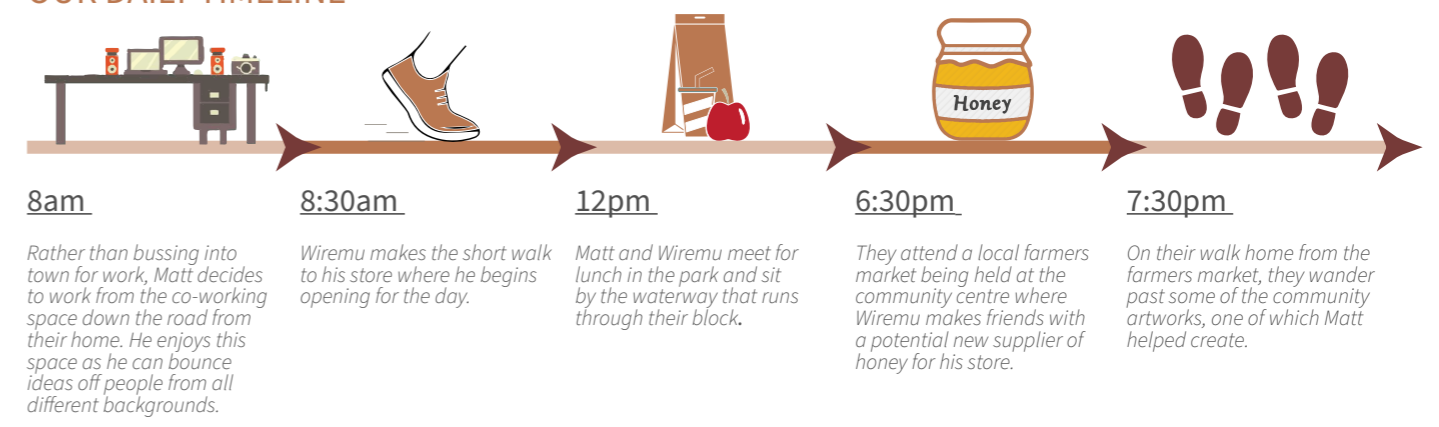 OUR DAILY TIMELINE
Honey
8am
Rather than bussing into
town for work, Matt decides
to work from the co-working
space down the road from
their home. He enjoys this
space as he can bounce
ideas off people from all
different backgrounds.
8:30am
Wiremu makes the short walk
to his store where he begins
opening for the day.
12pm
Matt and Wiremu meet for
lunch in the park and sit
by the waterway that runs
through their block.
6:30pm
They attend a local farmers
market being held at the
community centre where
Wiremu makes friends with
a potential new supplier of
honey for his store.
7:30pm
On their walk home from the
farmers market, they wander
past some of the community
artworks, one of which Matt
helped create.